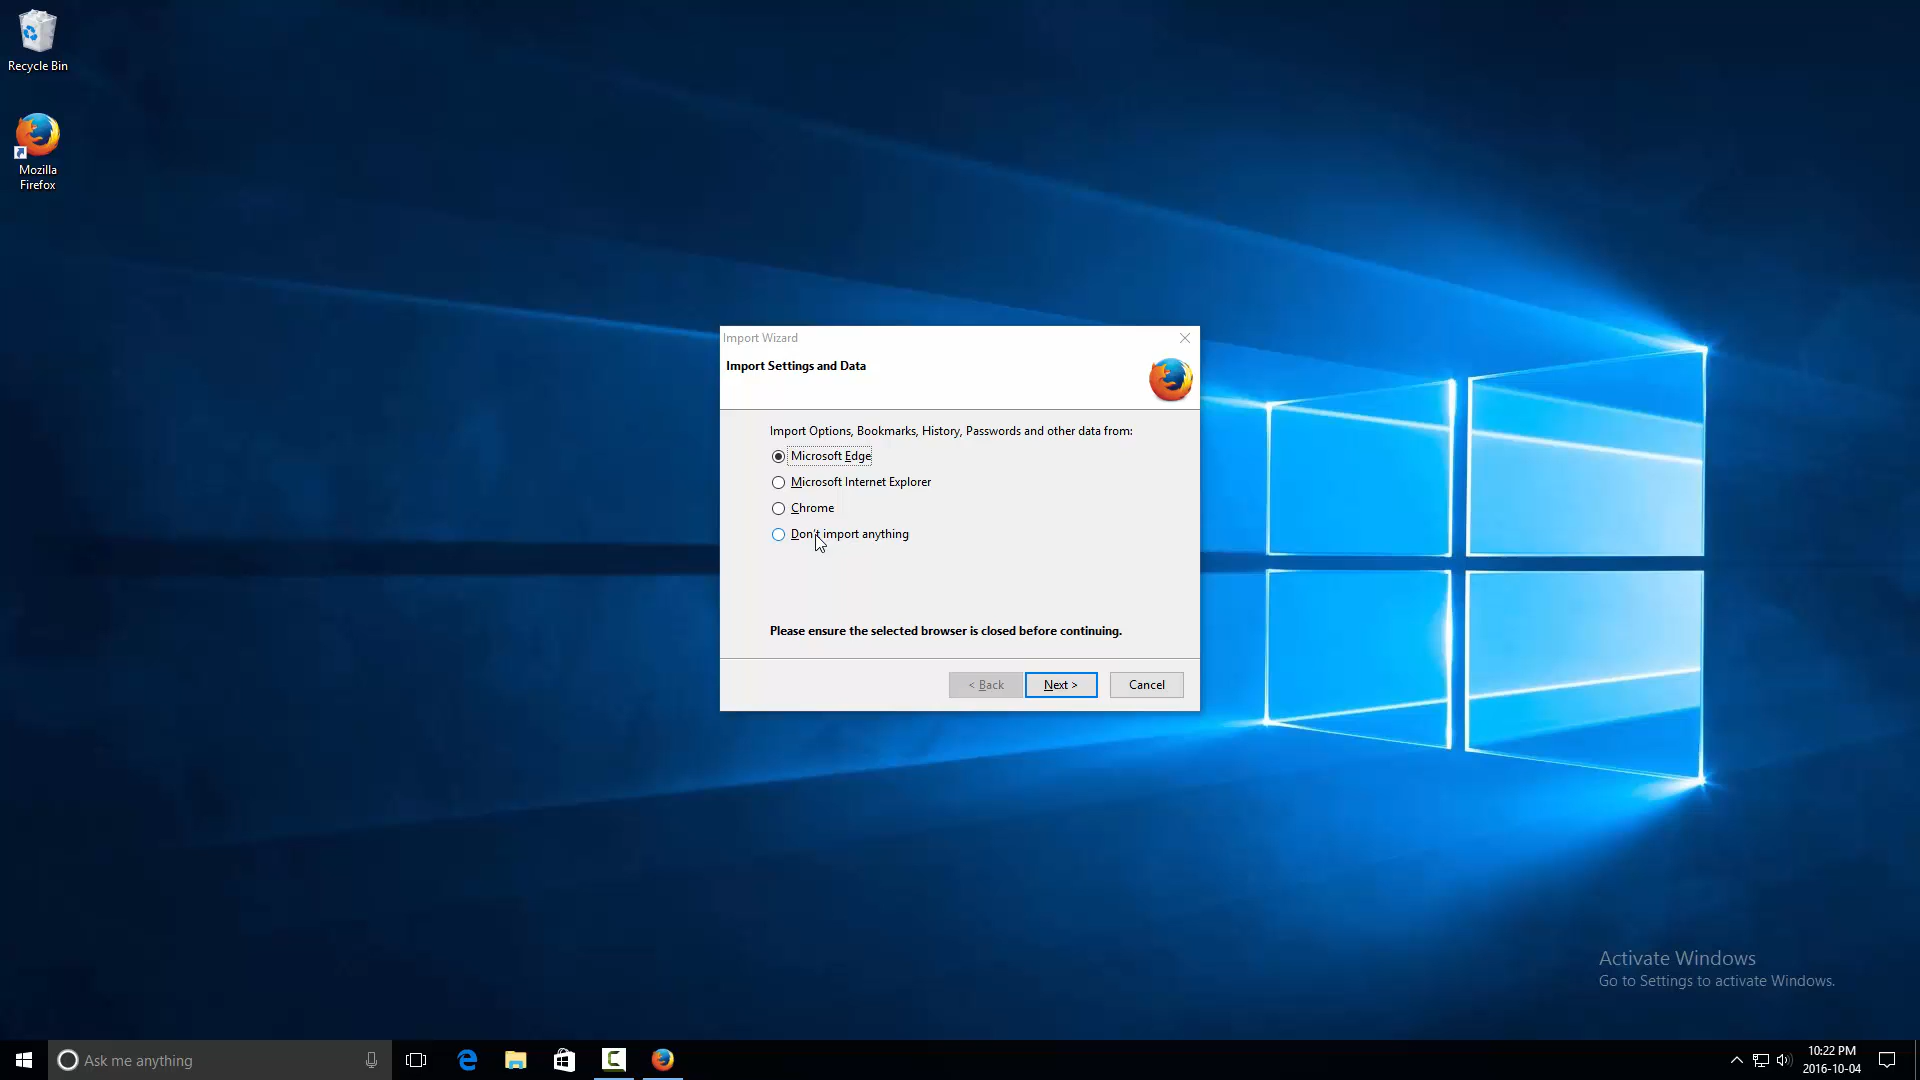 Recycle Bin
Mozilla
Firefox
Import Wizard
Import Settings and Data
Import Options, Bookmarks, History, Passwords and other data from:
Microsoft Edge
Microsoft Internet Explorer
Chrome
Don't import anything
Please ensure the selected browser is closed before continuing.
< Back
Next >
Cancel
Activate Windows
Go to Settings to activate Windows.
Ask me anything
10:22 PM
2016-10-04